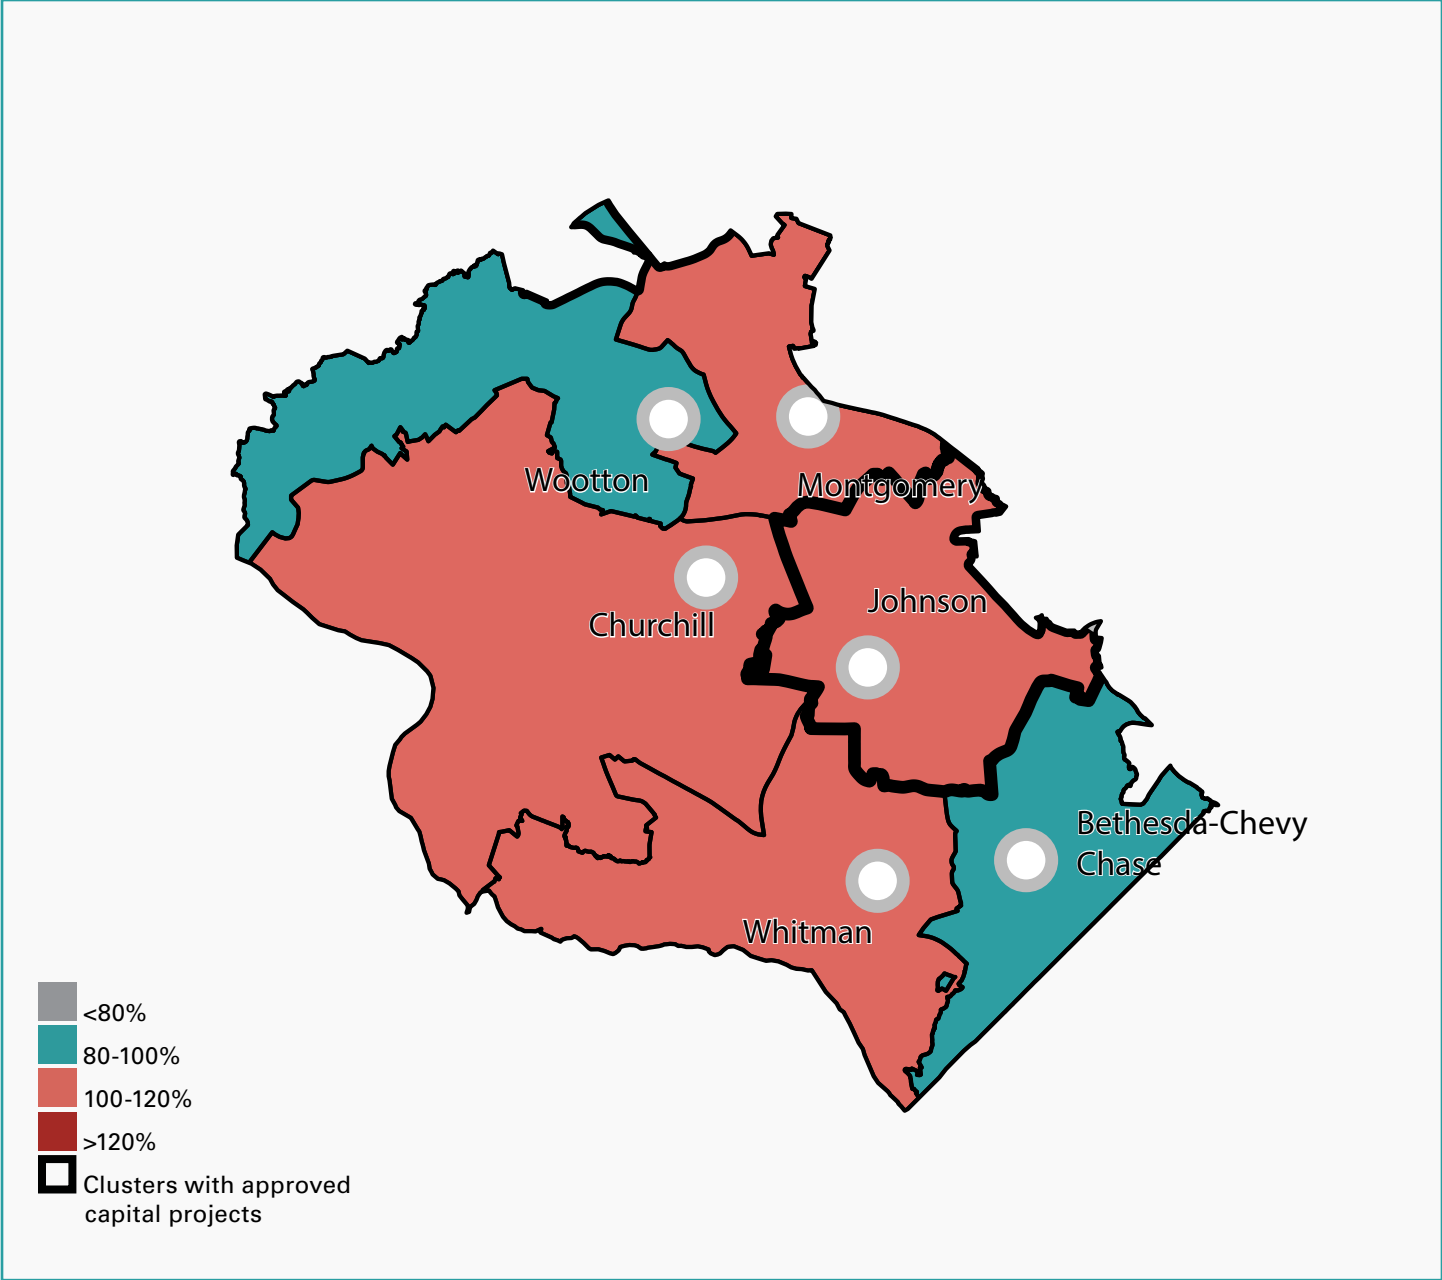 Wootton
Montgomery
Johnson
Churchill
Bethesda-Chevy
Chase
Whitman
<80%
80-100%
100-120%
>120%
Clusters with approved
capital projects